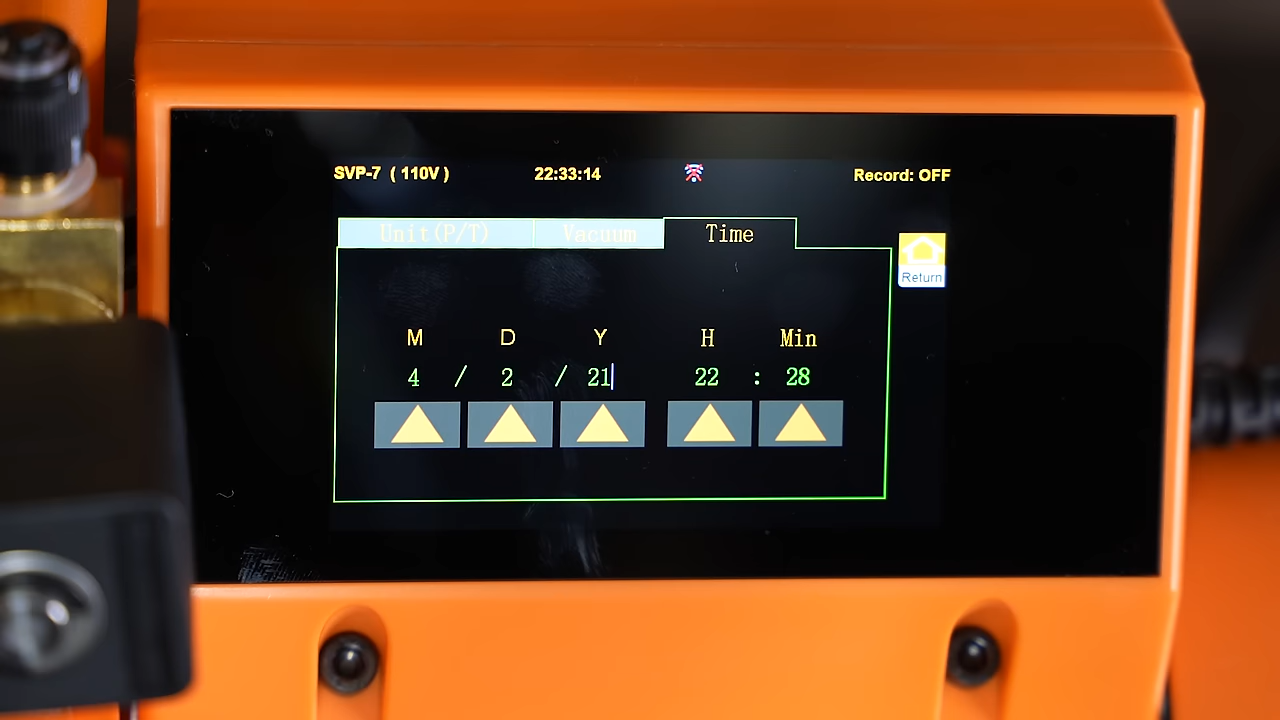 SVP-7 ( 110V ) 22:33:14 Record: OFF
Unit(P/T) Vacuum Time
Return
M D Y H Min
4 / 2 / 21 22 : 28